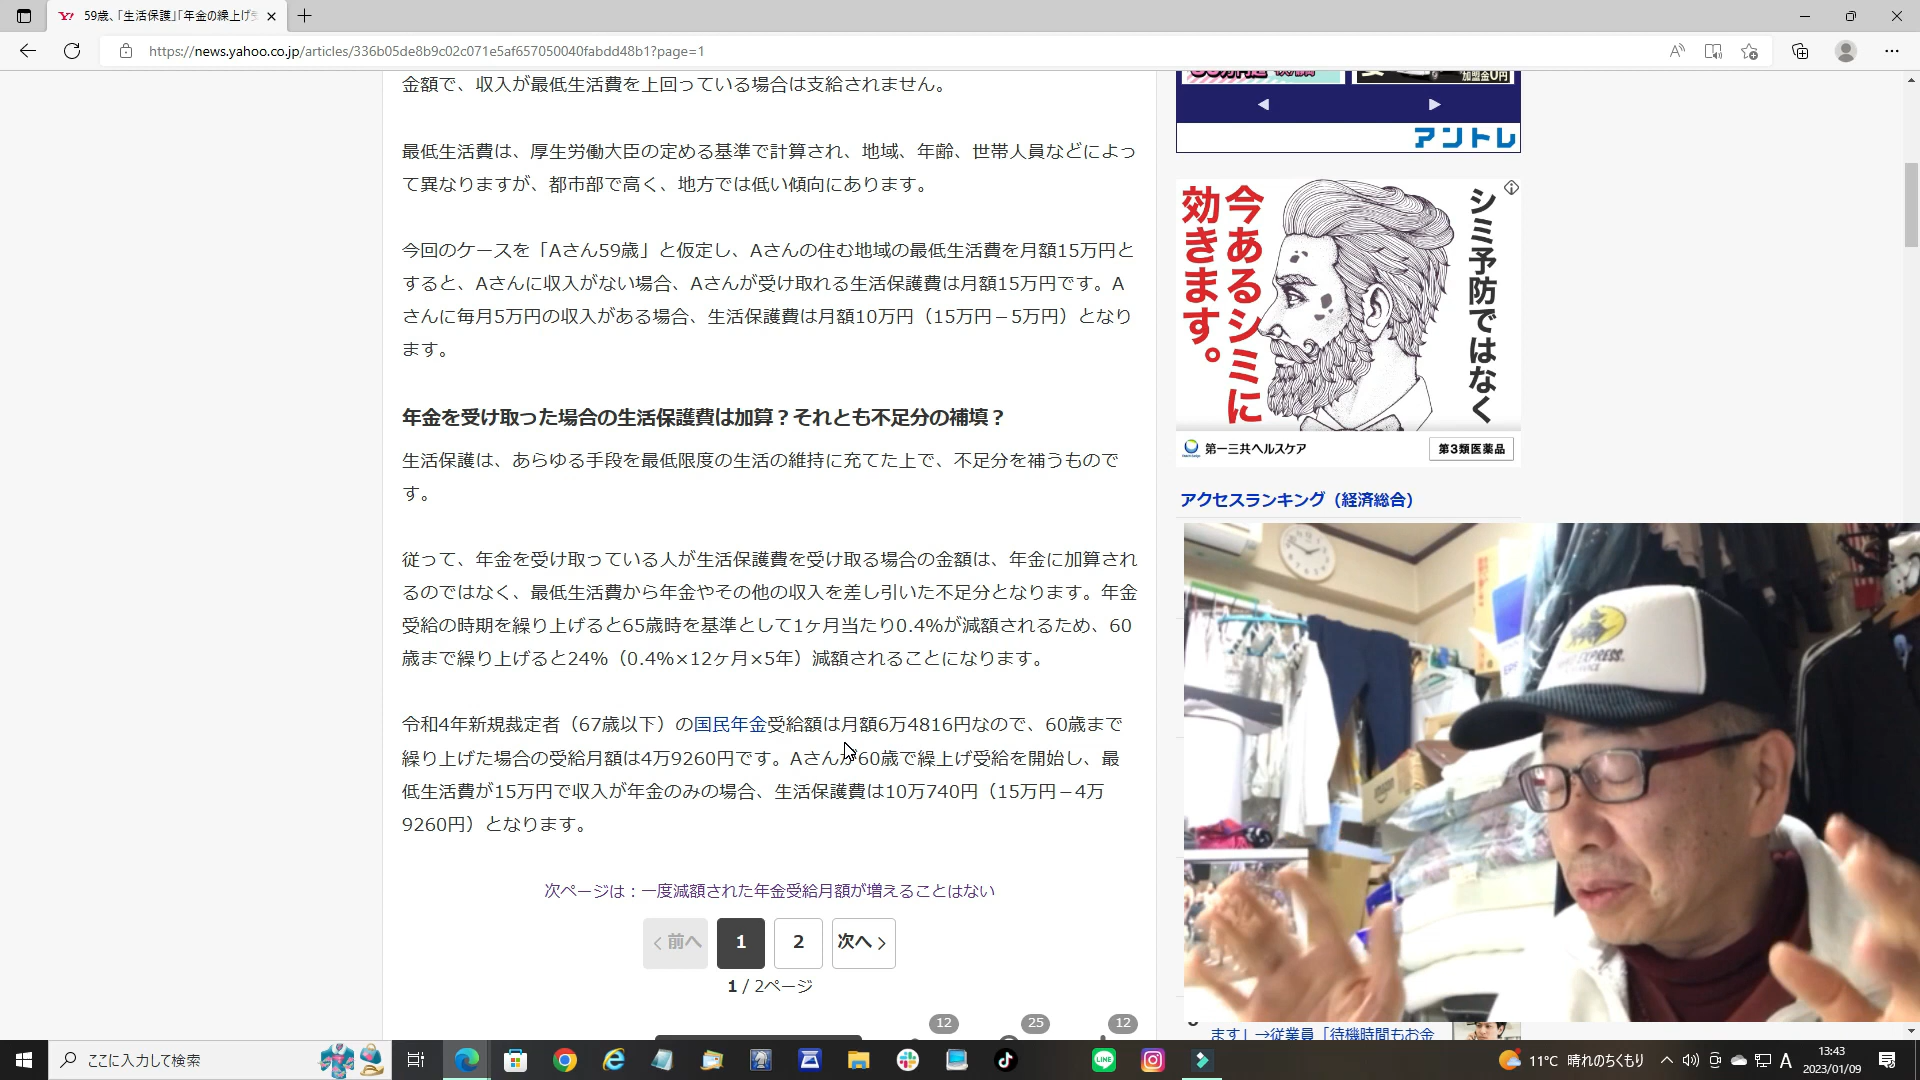 59歳、「生活保護」「年金の繰上げ
https://news.yahoo.co.jp/articles/336b05de8b9c02c071e5af657050040fabdd48b1?page=1
金額で、収入が最低生活費を上回っている場合は支給されません。
最低生活費は、厚生労働大臣の定める基準で計算され、地域、年齢、世帯人員などによっ
て異なりますが、都市部で高く、地方では低い傾向にあります。
今回のケースを「Aさん59歳」と仮定し、Aさんの住む地域の最低生活費を月額15万円と
すると、Aさんに収入がない場合、Aさんが受け取れる生活保護費は月額15万円です。A
さんに毎月5万円の収入がある場合、生活保護費は月額10万円（15万円－5万円）となり
ます。
年金を受け取った場合の生活保護費は加算？それとも不足分の補填？
生活保護は、あらゆる手段を最低限度の生活の維持に充てた上で、不足分を補うもので
す。
従って、年金を受け取っている人が生活保護費を受け取る場合の金額は、年金に加算され
るのではなく、最低生活費から年金やその他の収入を差し引いた不足分となります。年金
受給の時期を繰り上げると65歳時を基準として1ヶ月当たり0.4%が減額されるため、60
歳まで繰り上げると24%（0.4%×12ヶ月×5年）減額されることになります。
令和4年新規裁定者（67歳以下）の国民年金受給額は月額6万4816円なので、60歳まで
繰り上げた場合の受給月額は4万9260円です。Aさんが60歳で繰上げ受給を開始し、最
低生活費が15万円で収入が年金のみの場合、生活保護費は10万740円（15万円－4万
9260円）となります。
次ページは：一度減額された年金受給月額が増えることはない
前へ 1 2 次へ
1 / 2ページ
12 25 12
加盟金0円
アントレ
シミ予防ではなく
今あるシミに
効きます。
第一三共ヘルスケア
第3類医薬品
アクセスランキング（経済総合）
EXPRESS
ます」→従業員「待機時間もお金
ここに入力して検索
LINE
11°C 晴れのちくもり
A
13:43
2023/01/09